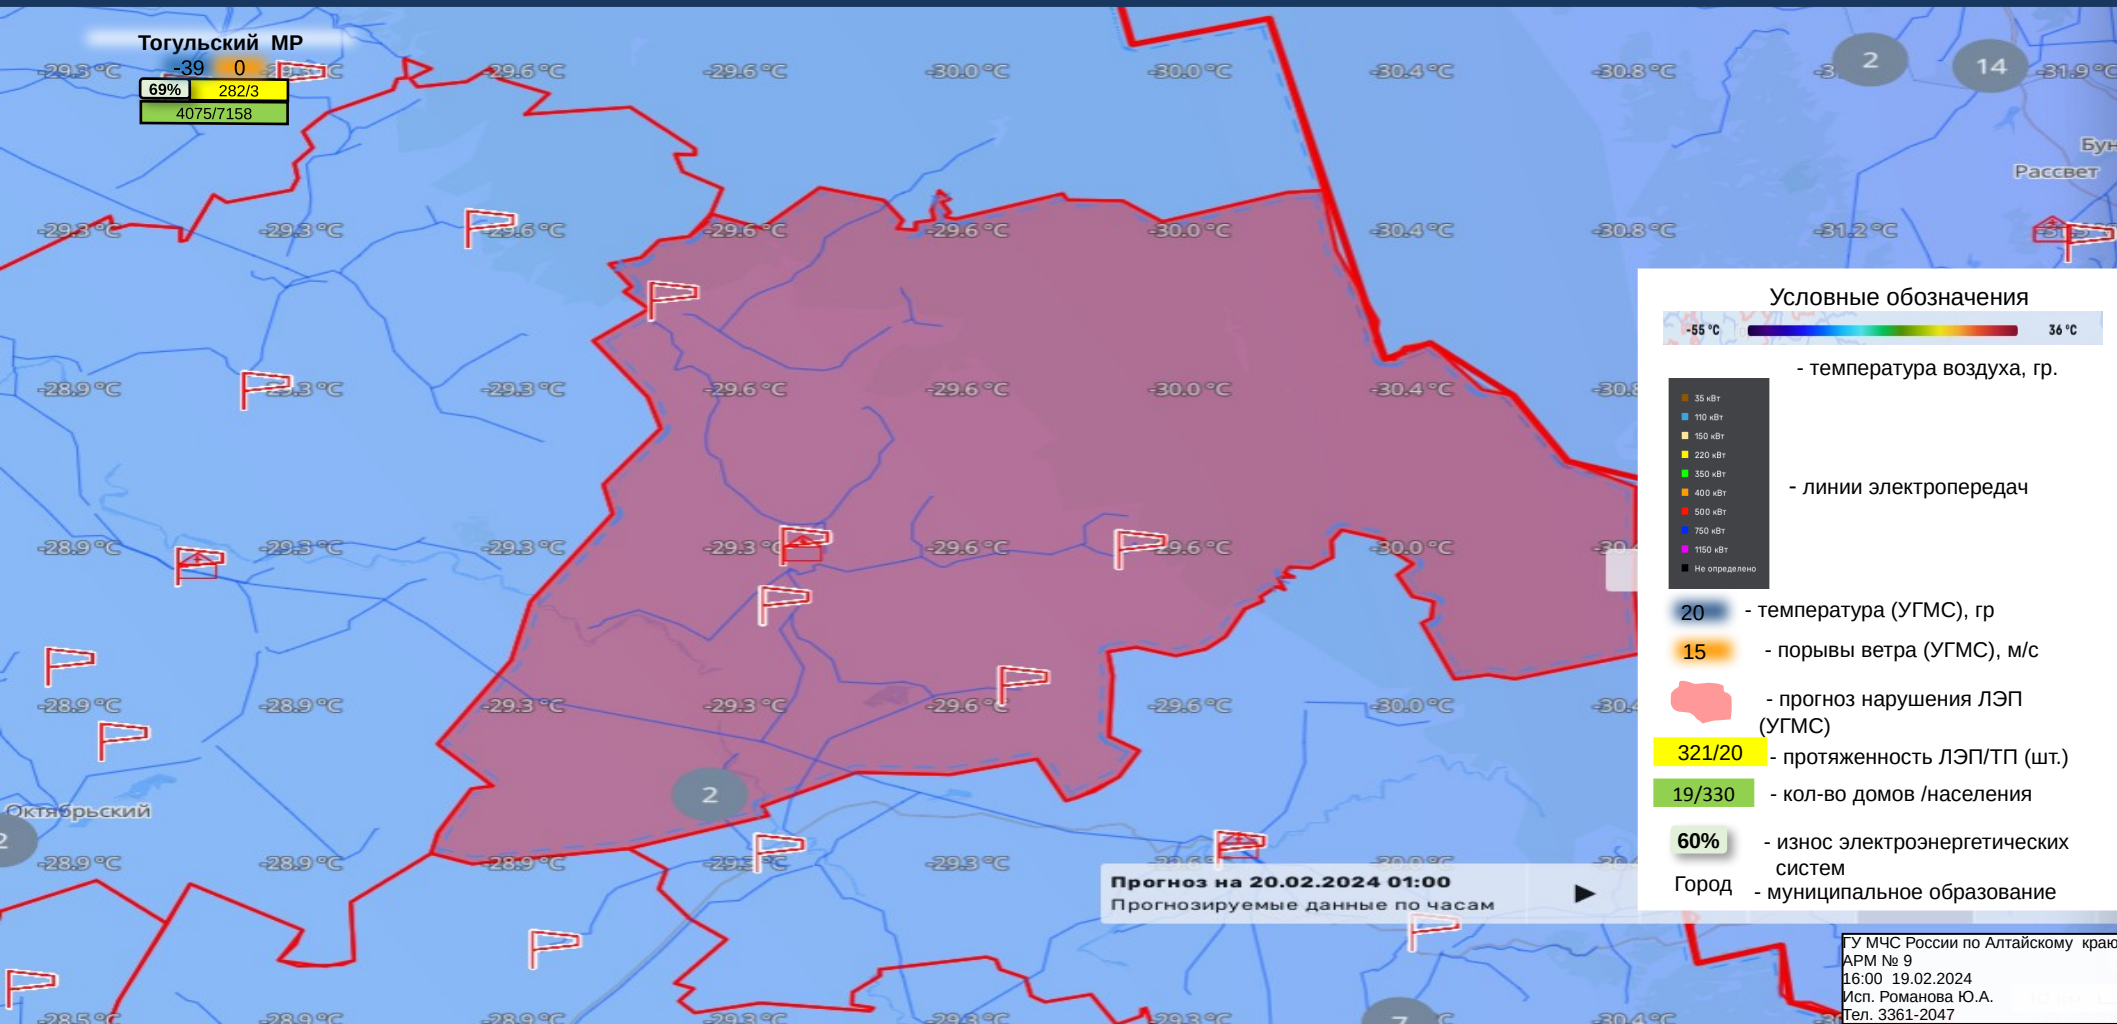 Тогульский МР
-39 0
69% 282/3
4075/7158
-29.3 °C -29.6 °C -29.6 °C -30.0 °C -30.0 °C -30.4 °C -30.8 °C 2 14 -31.9 °C
Рассвет
-29.3 °C -29.3 °C -29.6 °C -29.6 °C -29.6 °C -30.0 °C -30.4 °C -30.8 °C -31.2 °C
-28.9 °C -29.3 °C -29.3 °C -29.6 °C -29.6 °C -30.0 °C -30.4 °C
-28.9 °C -29.3 °C -29.3 °C -29.3 °C -29.6 °C -29.6 °C -30.0 °C
-28.9 °C -28.9 °C -29.3 °C -29.3 °C -29.6 °C -29.6 °C -30.0 °C
2
Октябрьский
2
-28.9 °C -28.9 °C -28.9 °C -29.3 °C -29.3 °C
Прогноз на 20.02.2024 01:00
Прогнозируемые данные по часам
-28.5 °C -28.9 °C -28.9 °C -29.3 °C -29.3 °C -29.3 °C 7 -30.4 °C
Условные обозначения
-55 °C 36 °C
- температура воздуха, гр.
35 кВт
110 кВт
150 кВт
220 кВт
350 кВт
400 кВт
500 кВт
750 кВт
1150 кВт
Не определено
- линии электропередач
20 - температура (УГМС), гр
15 - порывы ветра (УГМС), м/с
- прогноз нарушения ЛЭП
(УГМС)
321/20 - протяженность ЛЭП/ТП (шт.)
19/330 - кол-во домов /населения
60% - износ электроэнергетических
систем
Город - муниципальное образование
ГУ МЧС России по Алтайскому краю
АРМ № 9
16:00 19.02.2024
Исп. Романова Ю.А.
Тел. 3361-2047